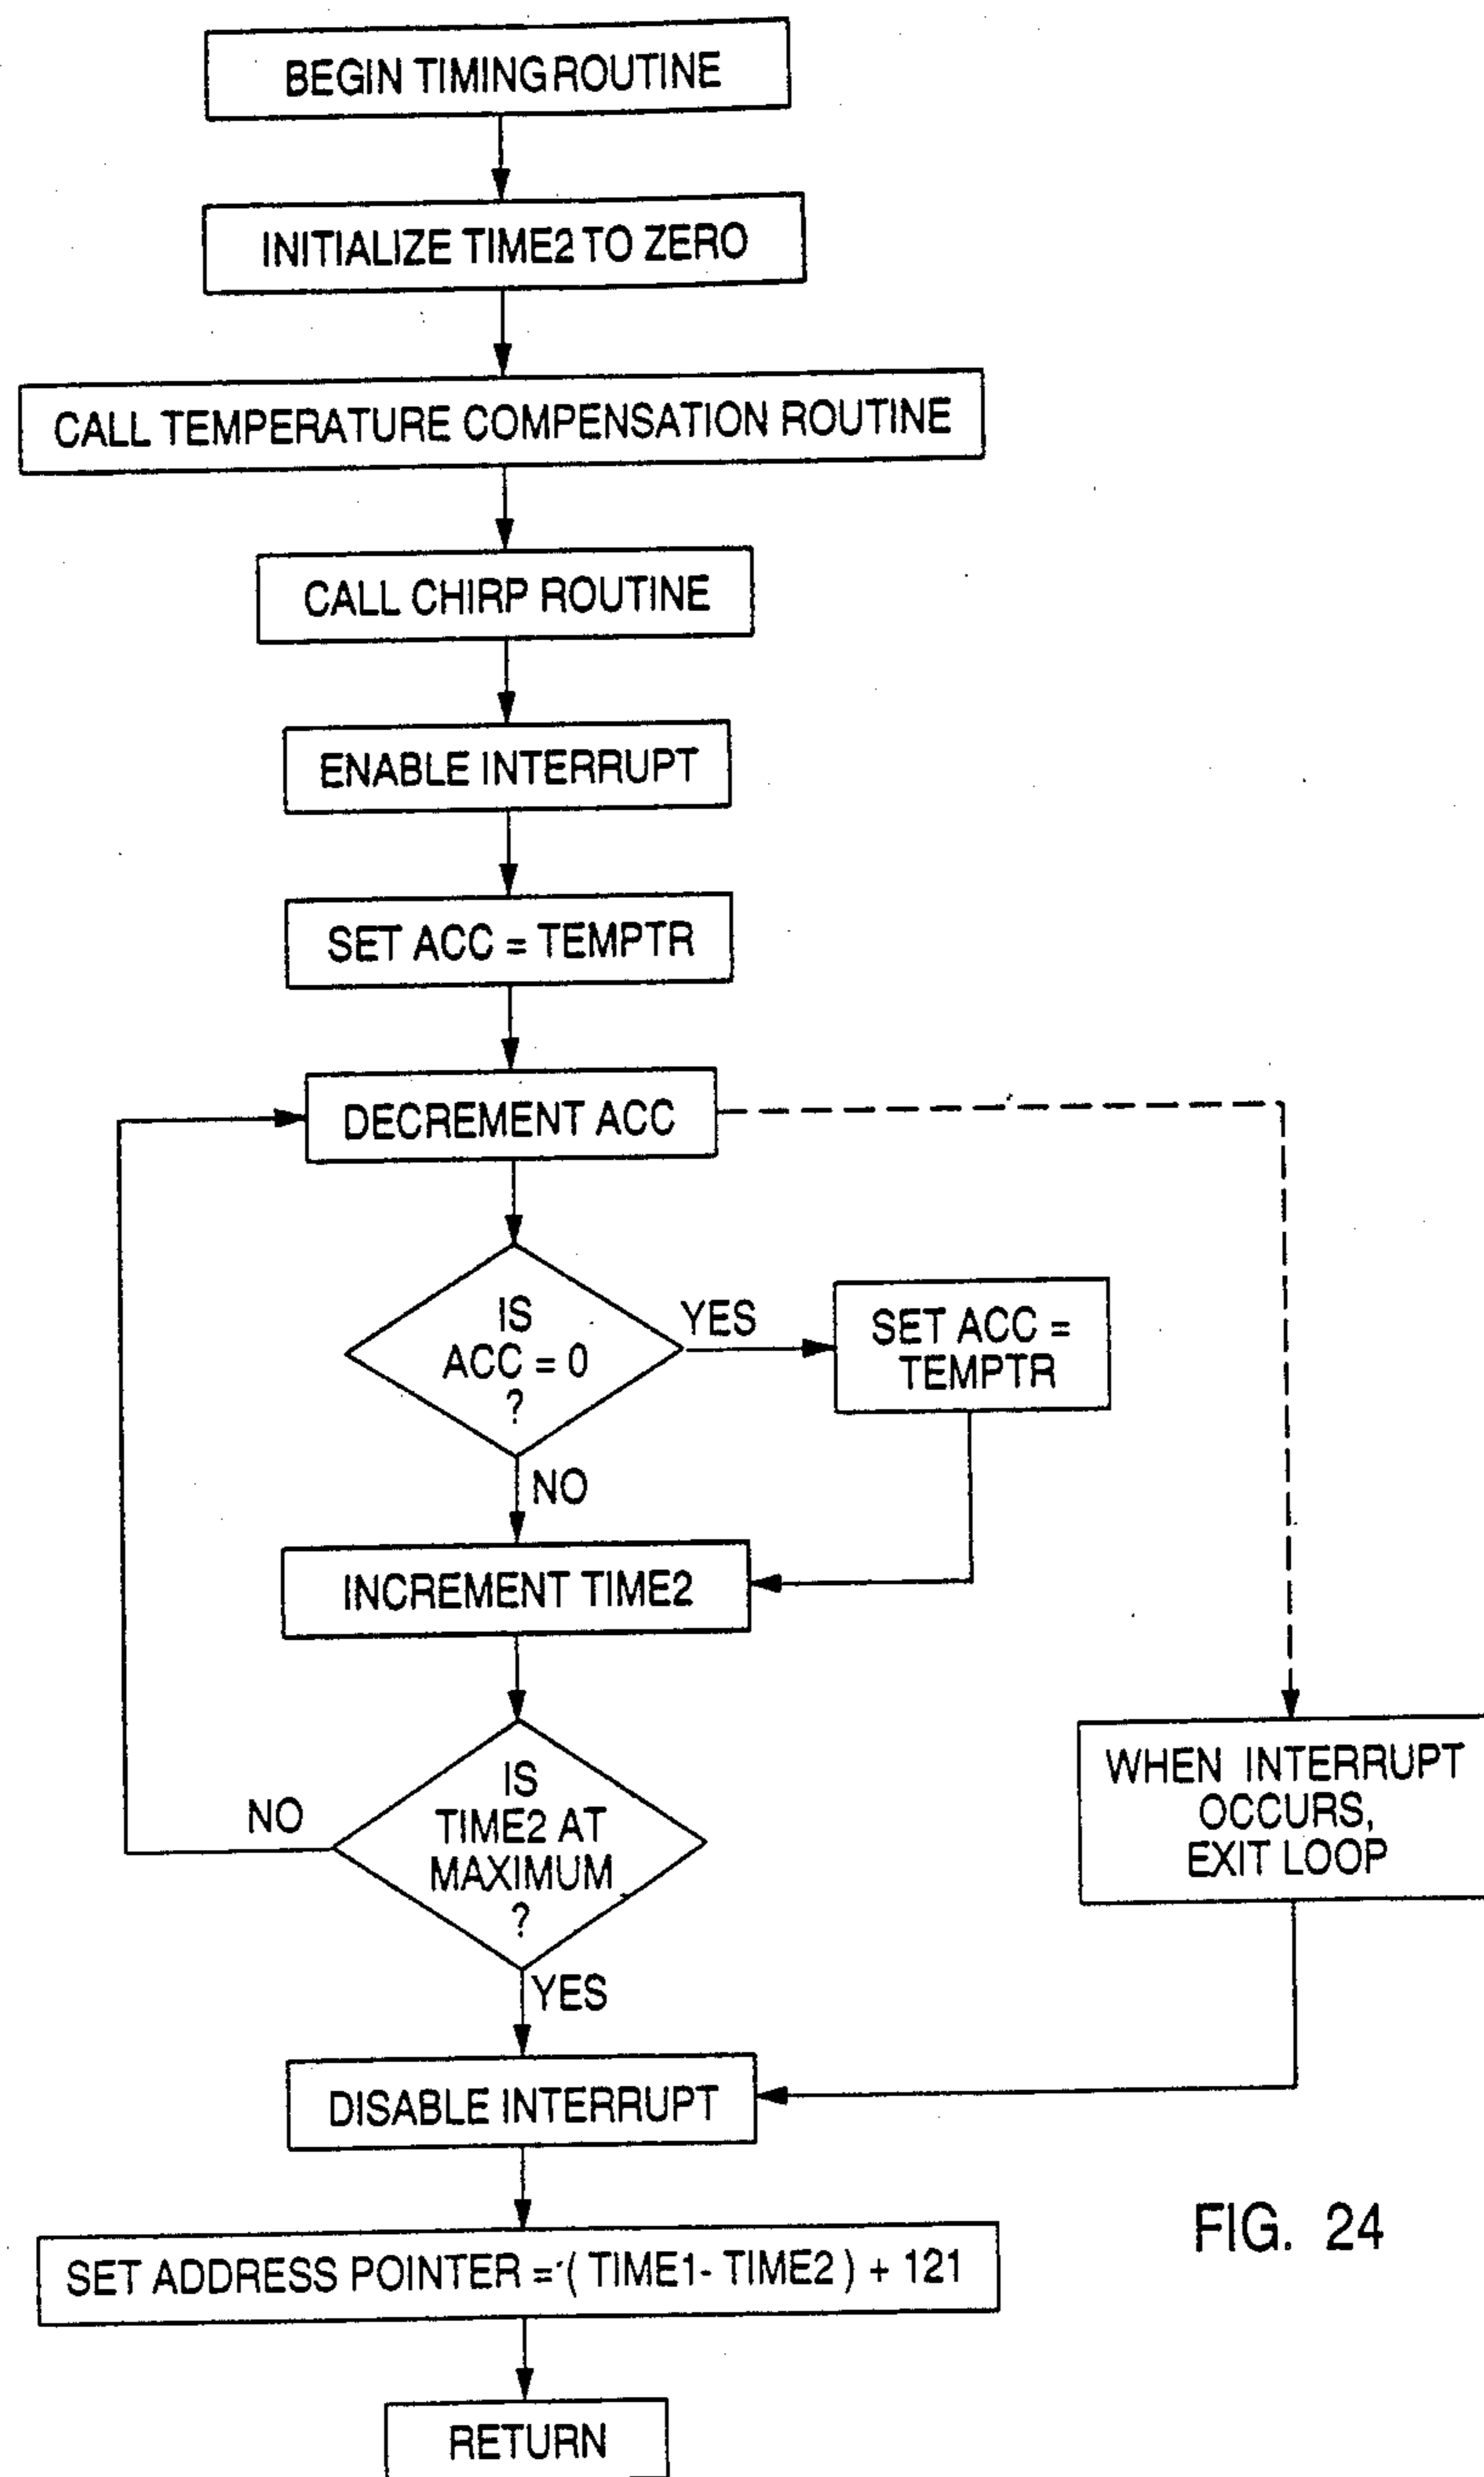 BEGIN TIMING ROUTINE
INITIALIZE TIME2 TO ZERO
CALL TEMPERATURE COMPENSATION ROUTINE
CALL CHIRP ROUTINE
ENABLE INTERRUPT
SET ACC = TEMPTR
DECREMENT ACC
IS
ACC = 0
?
YES
SET ACC =
TEMPTR
NO
INCREMENT TIME2
IS
TIME2 AT
MAXIMUM
?
NO
YES
WHEN INTERRUPT
OCCURS,
EXIT LOOP
DISABLE INTERRUPT
SET ADDRESS POINTER = ( TIME1- TIME2 ) + 121
RETURN
FIG. 24